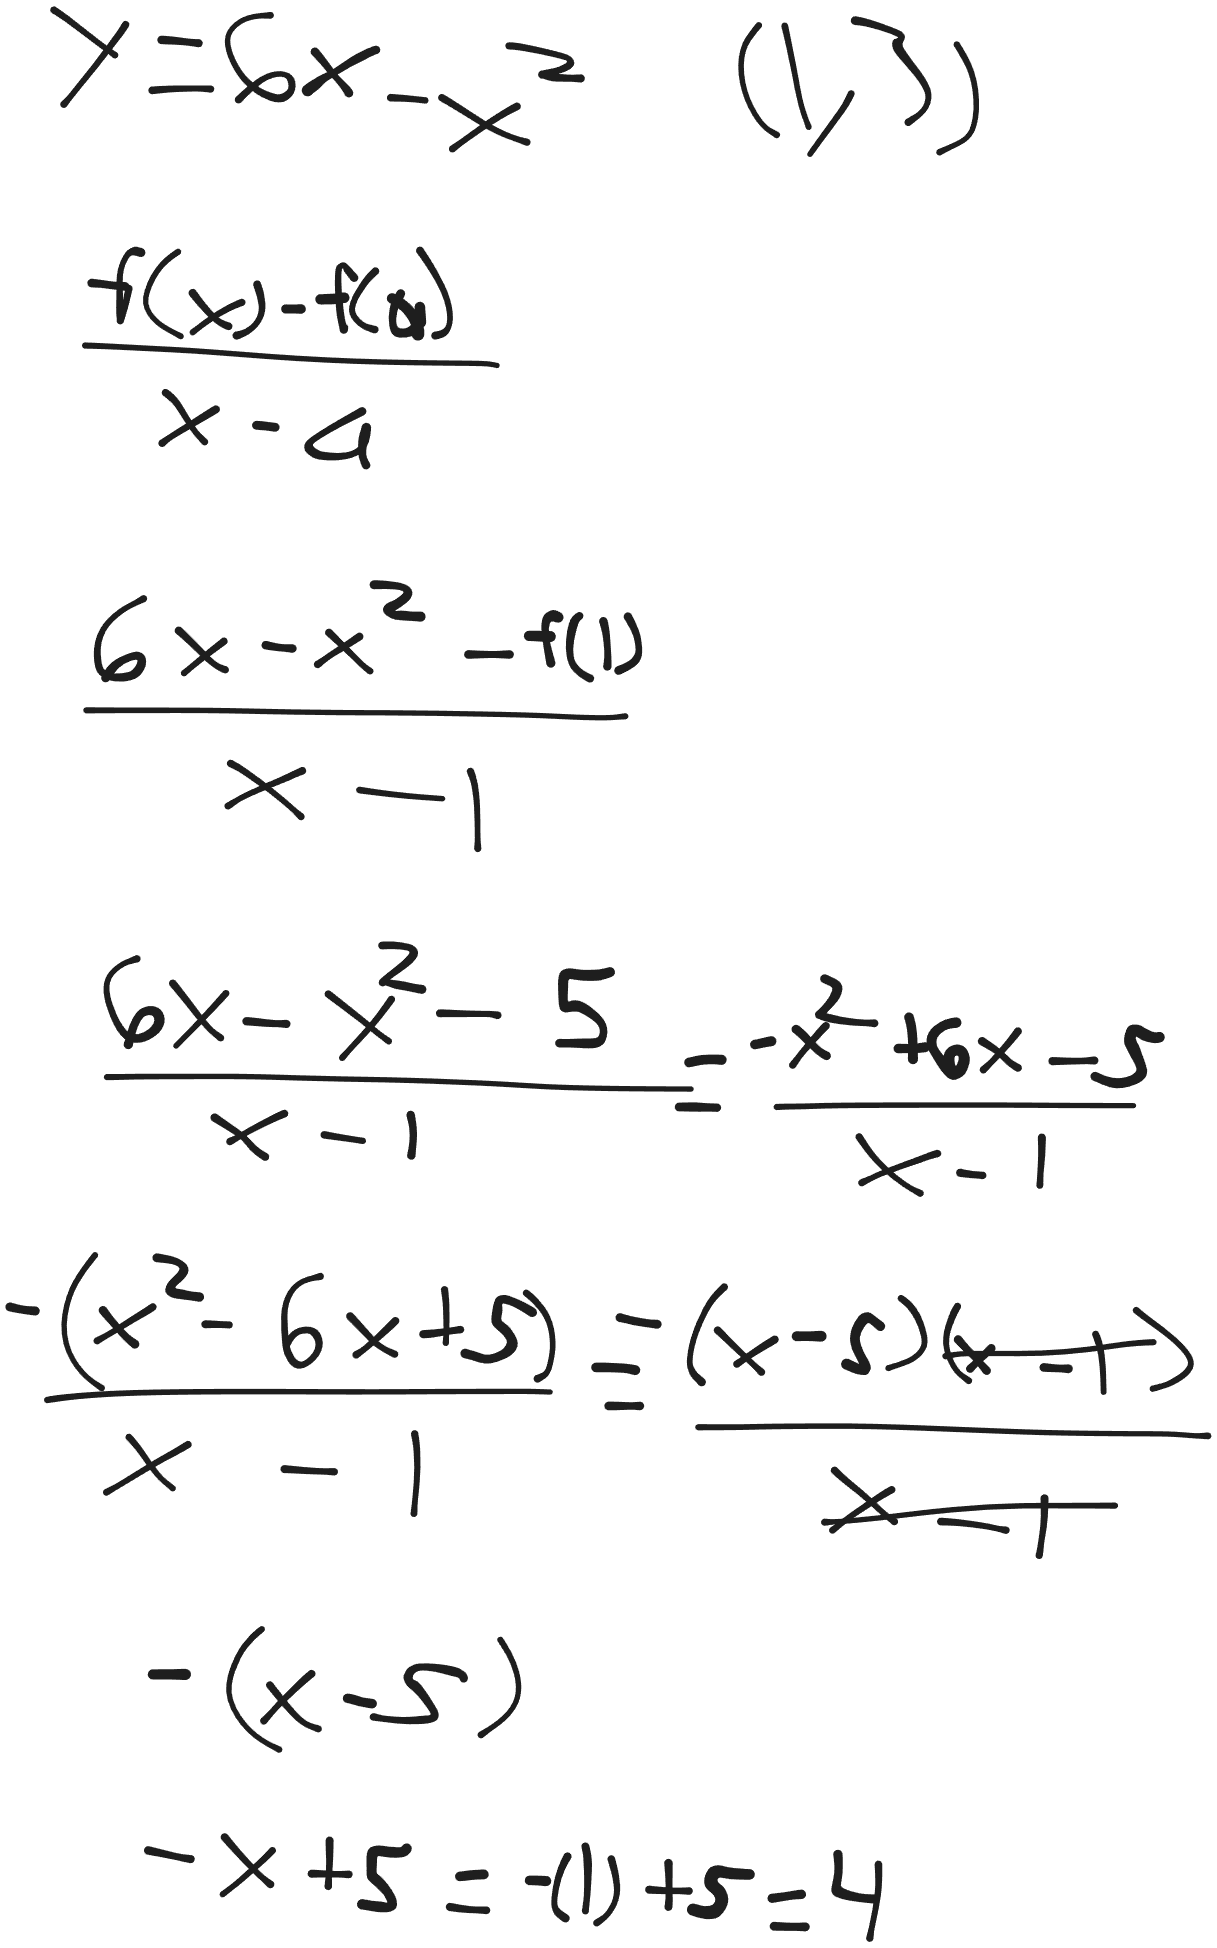 y = 6x - x² (1, 3)
f(x) - f(a)
x - a
6x - x² - f(1)
x - 1
6x - x² - 5 = -x² + 6x - 5
x - 1 x - 1
-(x² - 6x + 5) = -(x - 5)(x - 1)
x - 1 x - 1
-(x - 5)
-x + 5 = -(1) + 5 = 4